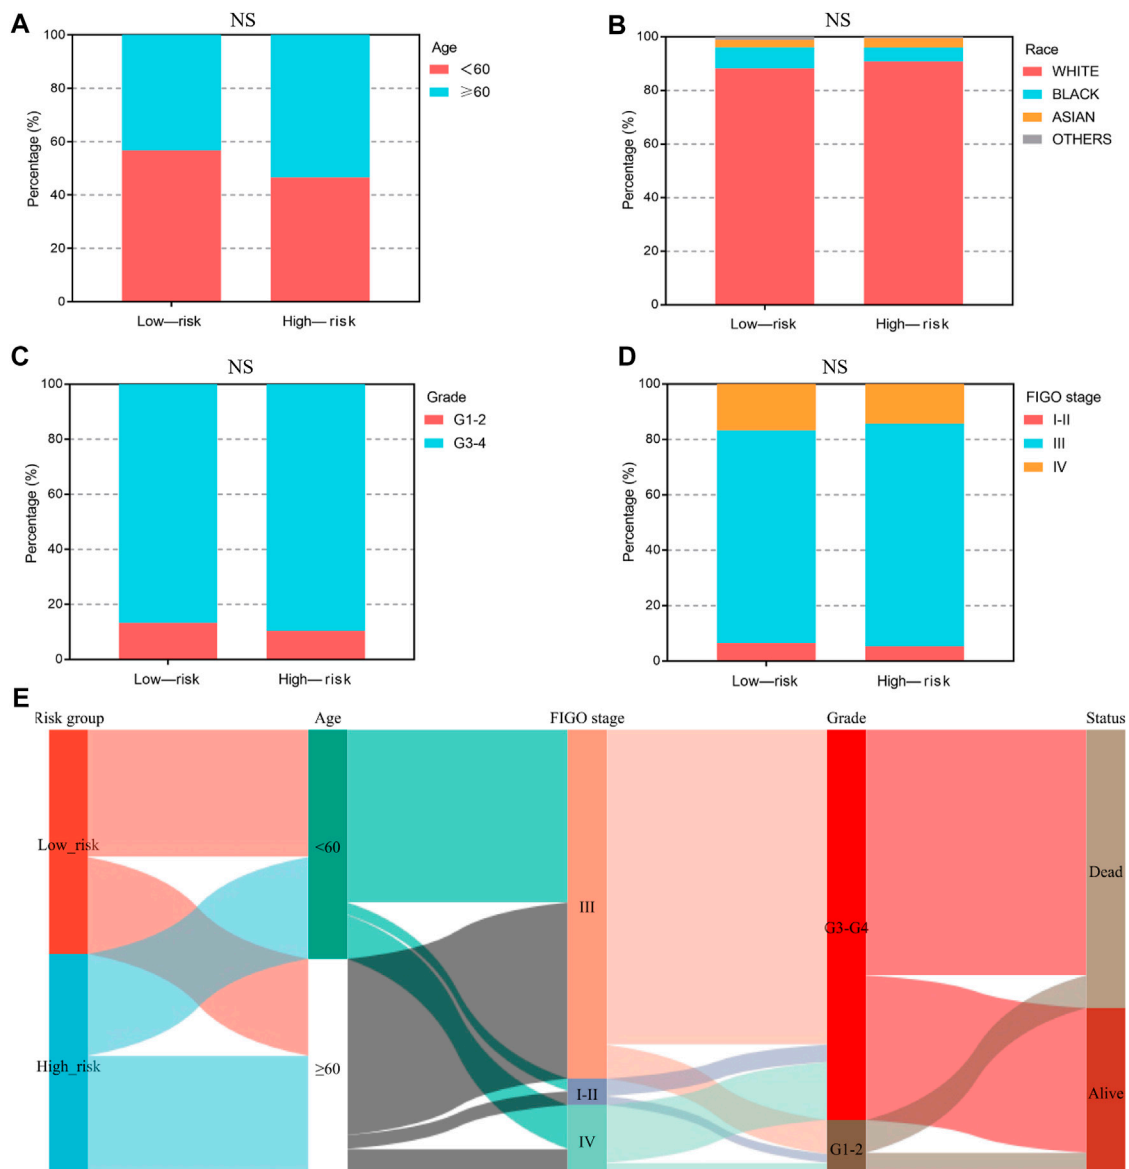 A
NS
Percentage (%)
100
80
60
40
20
0
Low—risk
High—risk
Age
<60
≥60
B
NS
Percentage (%)
100
80
60
40
20
0
Low—risk
High—risk
Race
WHITE
BLACK
ASIAN
OTHERS
C
NS
Percentage (%)
100
80
60
40
20
0
Low—risk
High—risk
Grade
G1-2
G3-4
D
NS
Percentage (%)
100
80
60
40
20
0
Low—risk
High—risk
FIGO stage
I-II
III
IV
E
Risk group
Age
FIGO stage
Grade
Status
Low_risk
High_risk
<60
≥60
III
I-II
IV
G3-G4
G1-2
Dead
Alive